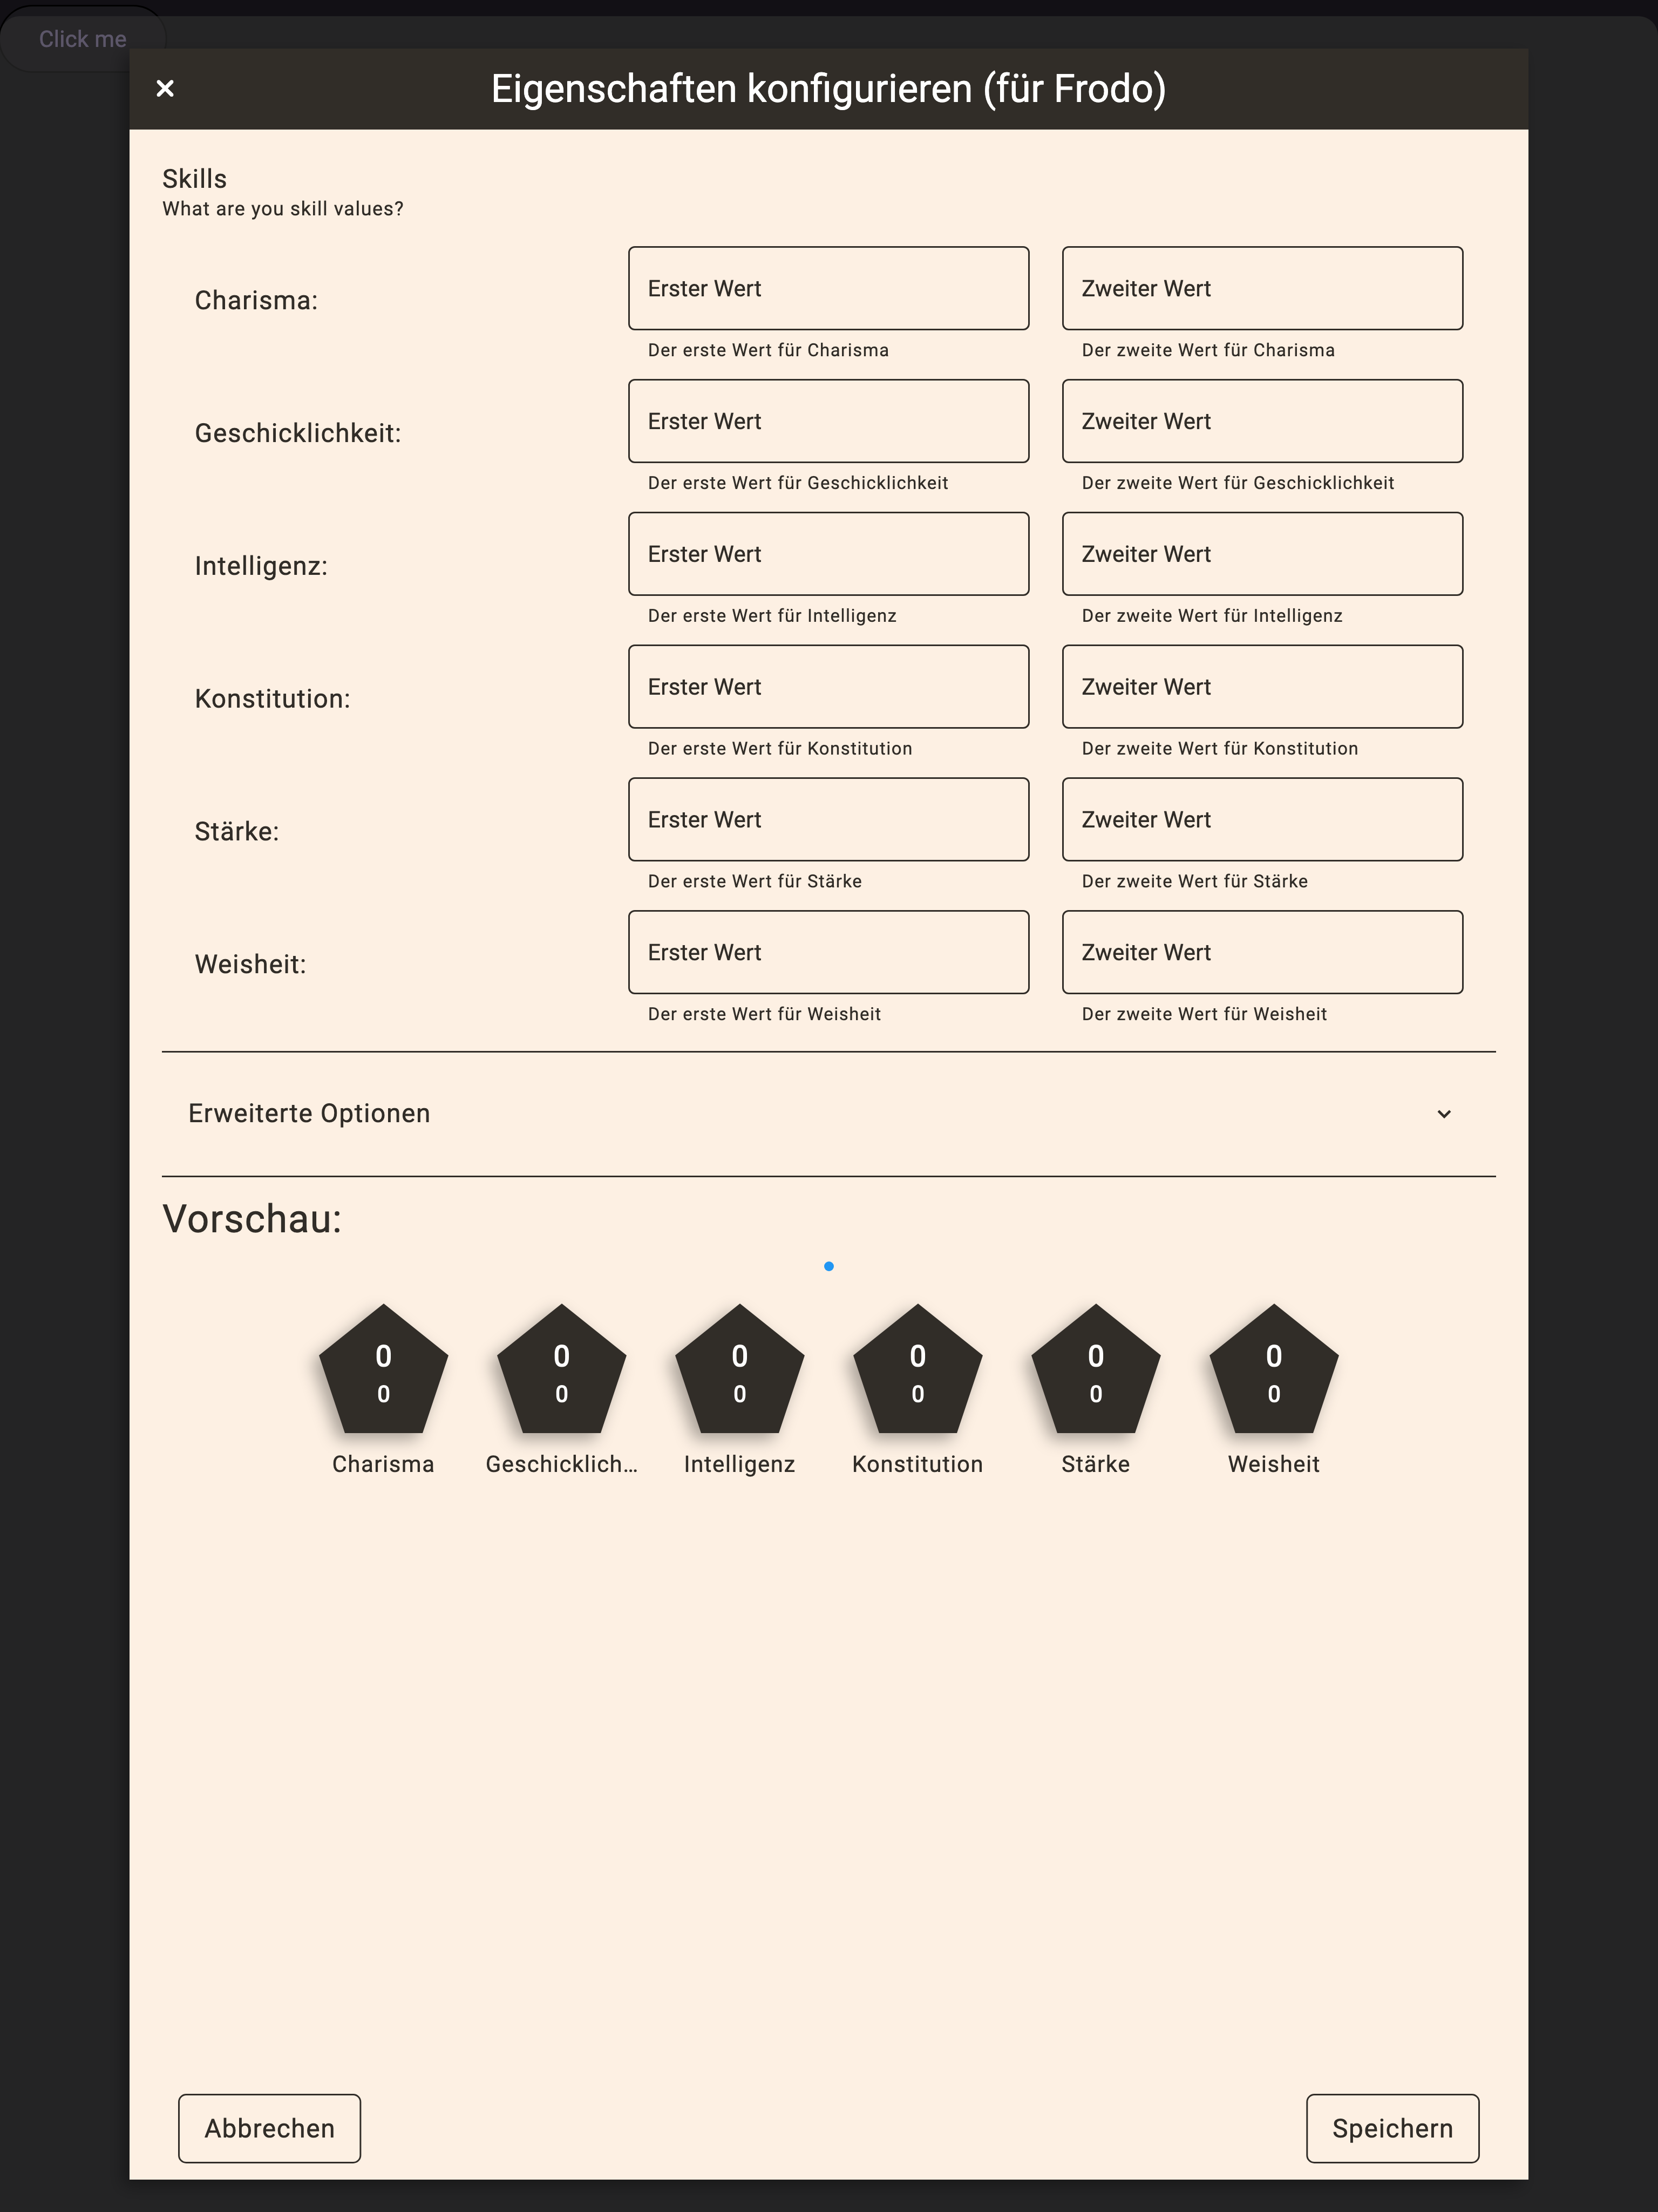 Click me
Eigenschaften konfigurieren (für Frodo)
Skills
What are you skill values?
Charisma:
Erster Wert
Zweiter Wert
Der erste Wert für Charisma
Der zweite Wert für Charisma
Geschicklichkeit:
Erster Wert
Zweiter Wert
Der erste Wert für Geschicklichkeit
Der zweite Wert für Geschicklichkeit
Intelligenz:
Erster Wert
Zweiter Wert
Der erste Wert für Intelligenz
Der zweite Wert für Intelligenz
Konstitution:
Erster Wert
Zweiter Wert
Der erste Wert für Konstitution
Der zweite Wert für Konstitution
Stärke:
Erster Wert
Zweiter Wert
Der erste Wert für Stärke
Der zweite Wert für Stärke
Weisheit:
Erster Wert
Zweiter Wert
Der erste Wert für Weisheit
Der zweite Wert für Weisheit
Erweiterte Optionen
Vorschau:
0 0 0 0 0 0
0 0 0 0 0 0
Charisma Geschicklich... Intelligenz Konstitution Stärke Weisheit
Abbrechen
Speichern